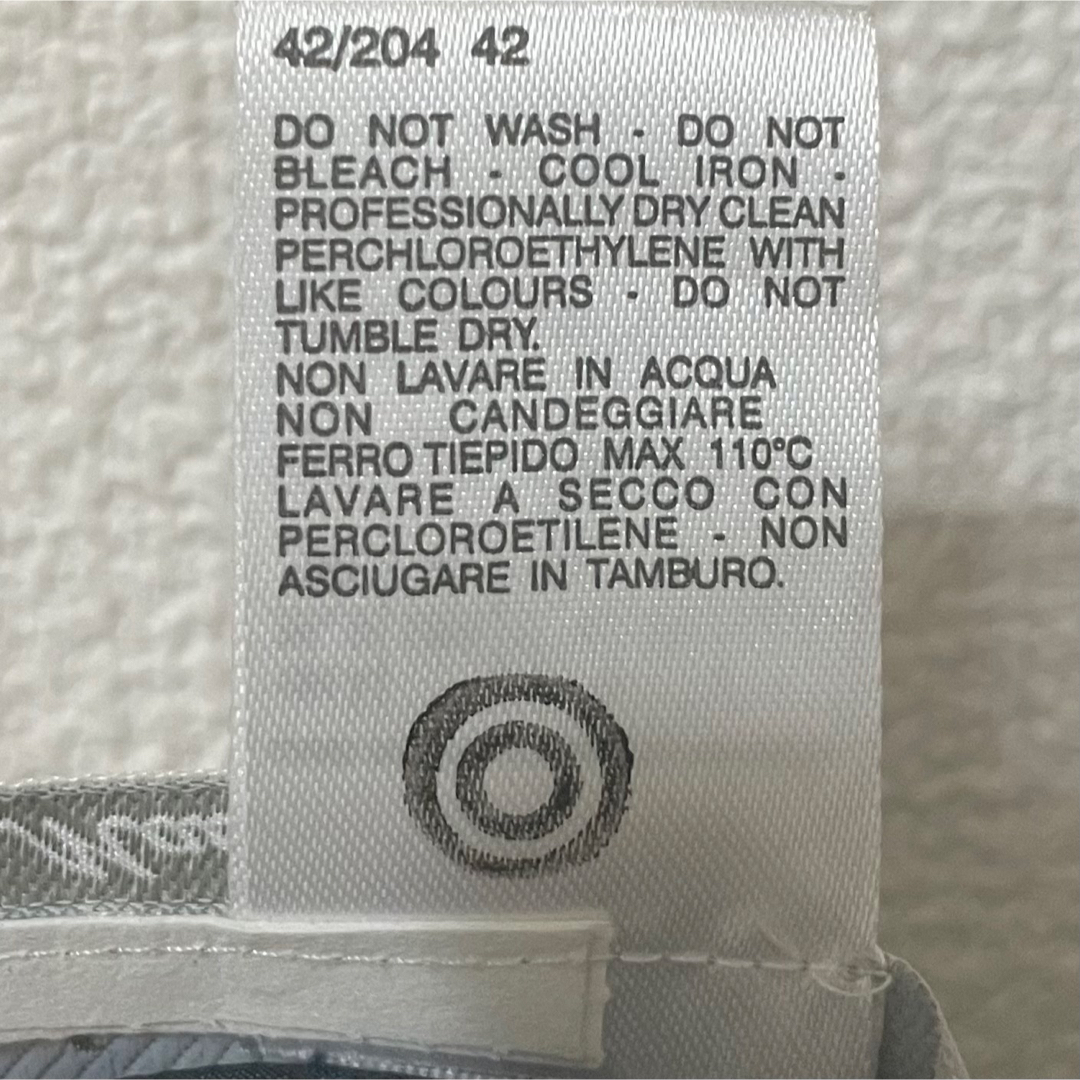 42/204 42
DO NOT WASH - DO NOT
BLEACH - COOL IRON -
PROFESSIONALLY DRY CLEAN
PERCHLOROETHYLENE WITH
LIKE COLOURS - DO NOT
TUMBLE DRY.
NON LAVARE IN ACQUA
NON CANDEGGIARE
FERRO TIEPIDO MAX 110°C
LAVARE A SECCO CON
PERCLOROETILENE - NON
ASCIUGARE IN TAMBURO.